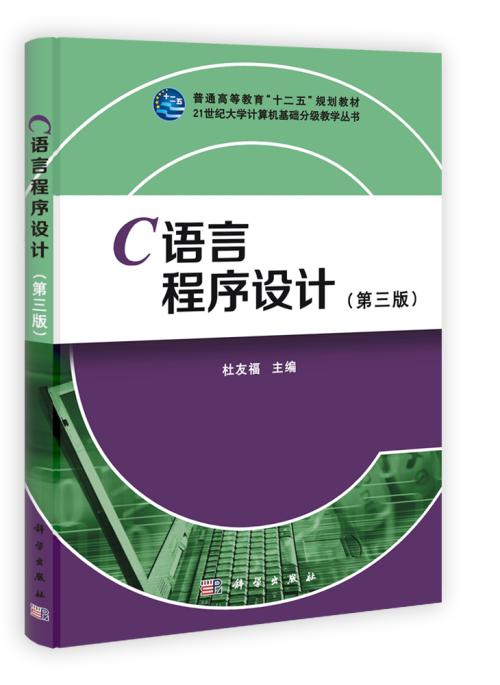 十二五
普通高等教育“十二五”规划教材
21世纪大学计算机基础分级教学丛书
C语言
程序设计（第三版）
杜友福 主编
科学出版社
C语言程序设计（第三版）
科学出版社